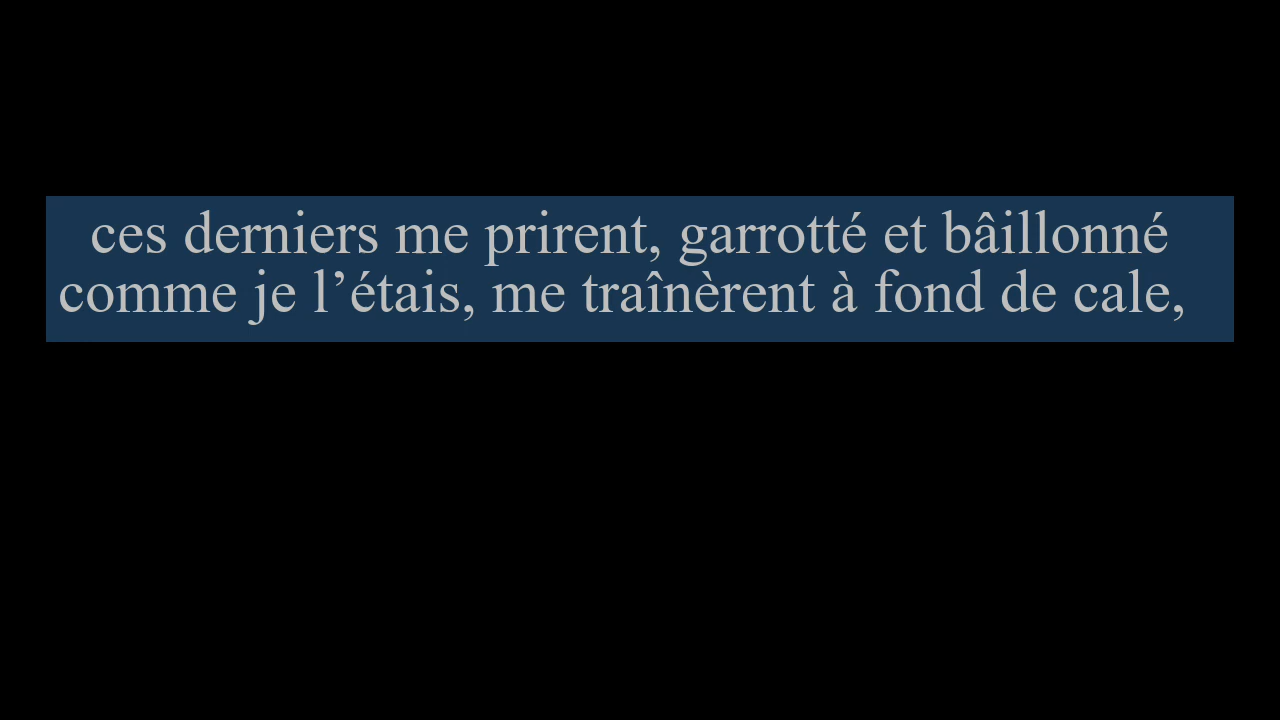 ces derniers me prirent, garrotté et bâillonné
comme je l’étais, me traînèrent à fond de cale,